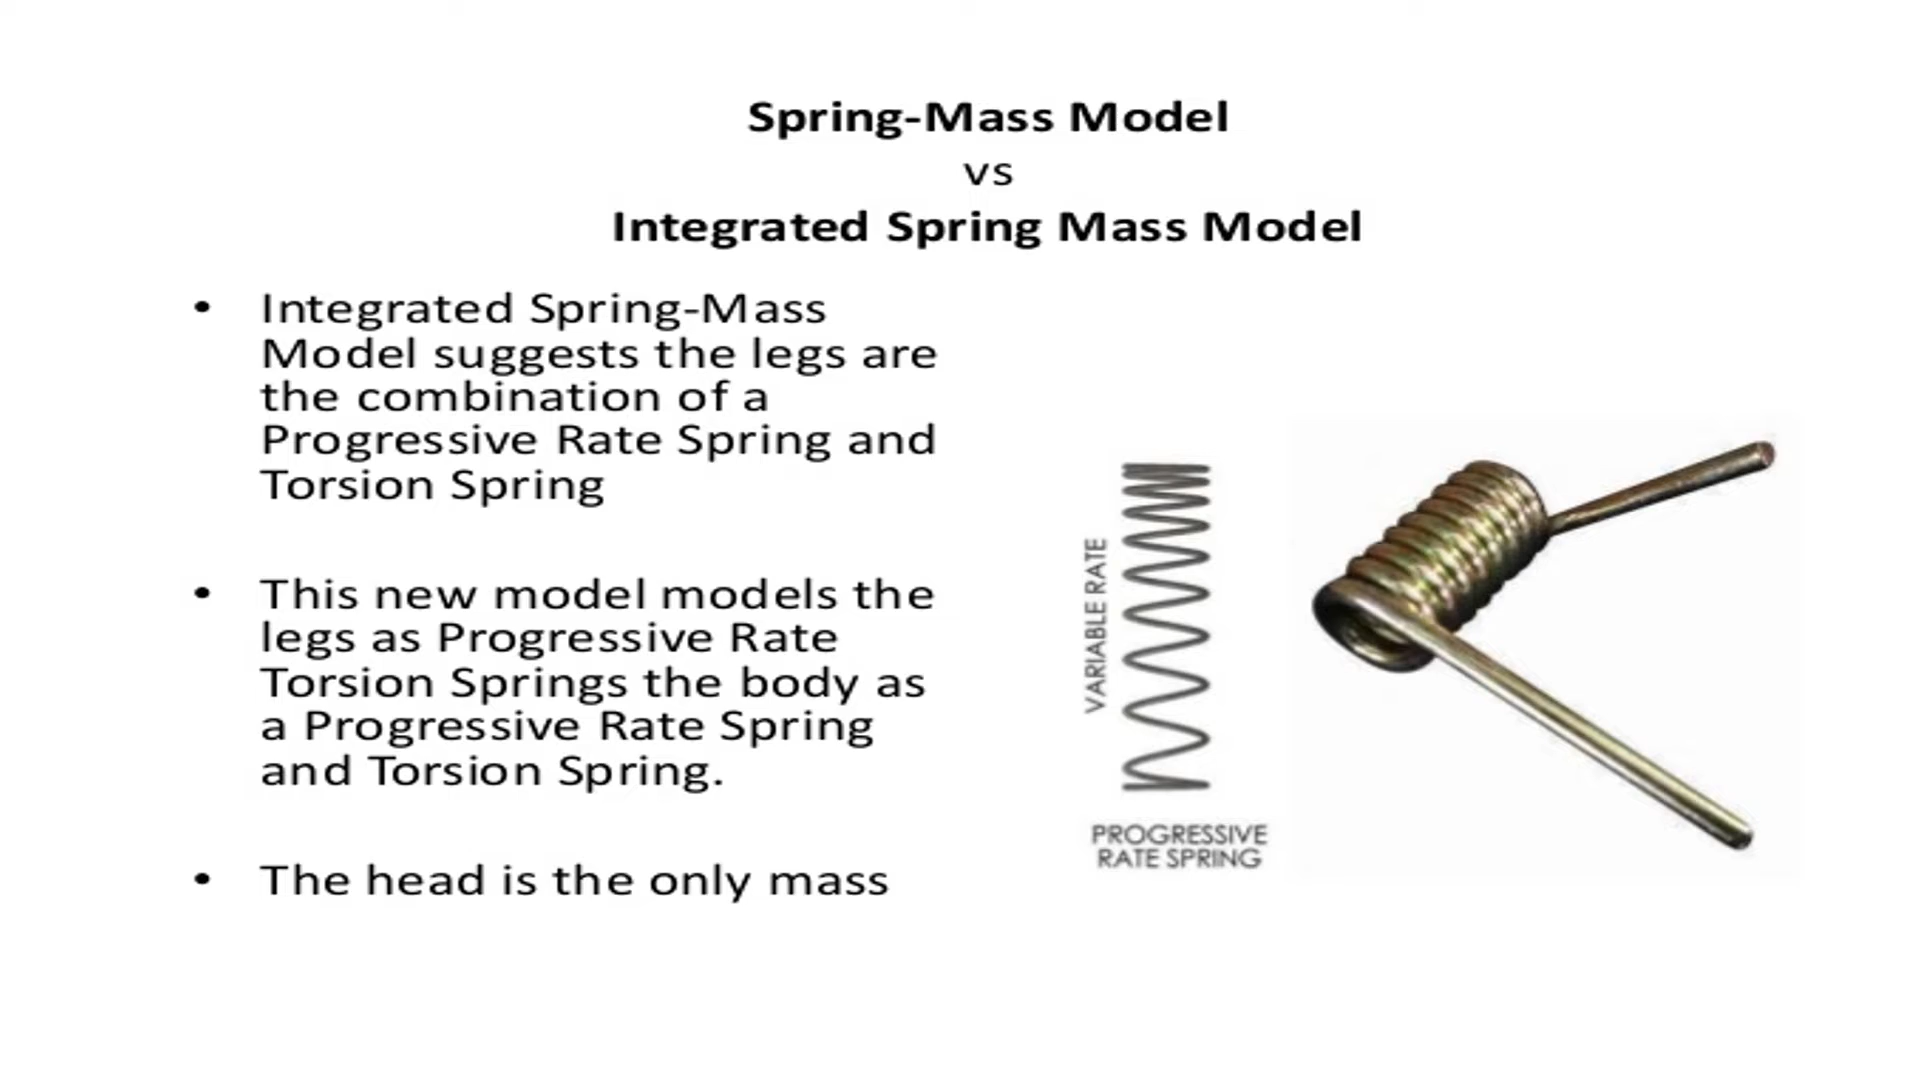 Spring-Mass Model
vs
Integrated Spring Mass Model
• Integrated Spring-Mass
Model suggests the legs are
the combination of a
Progressive Rate Spring and
Torsion Spring
• This new model models the
legs as Progressive Rate
Torsion Springs the body as
a Progressive Rate Spring
and Torsion Spring.
• The head is the only mass
VARIABLE RATE
PROGRESSIVE
RATE SPRING